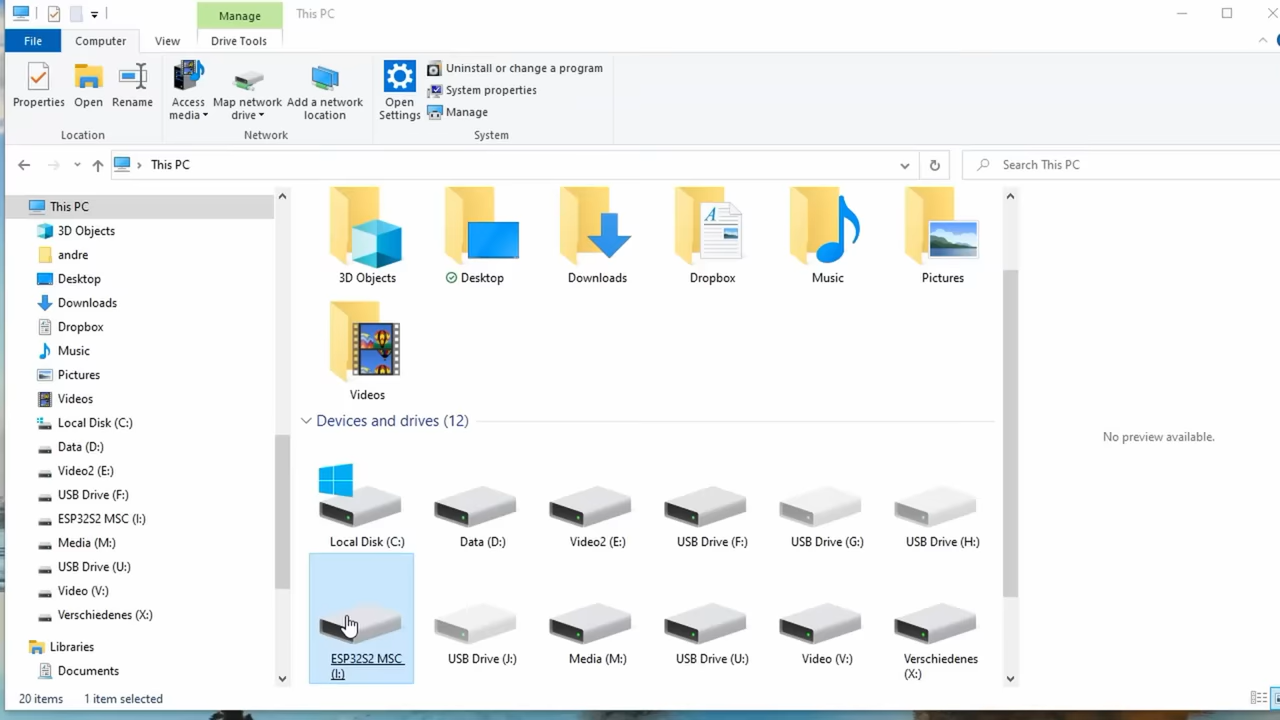 Manage
This PC
File
Computer
View
Drive Tools
Properties
Open
Rename
Access
media
Map network
drive
Add a network
location
Open
Settings
Uninstall or change a program
System properties
Manage
Location
Network
System
This PC
Search This PC
This PC
3D Objects
andre
Desktop
Downloads
Dropbox
Music
Pictures
Videos
Local Disk (C:)
Data (D:)
Video2 (E:)
USB Drive (F:)
ESP32S2 MSC (I:)
Media (M:)
USB Drive (U:)
Video (V:)
Verschiedenes (X:)
Libraries
Documents
3D Objects
Desktop
Downloads
Dropbox
Music
Pictures
Videos
Devices and drives (12)
Local Disk (C:)
Data (D:)
Video2 (E:)
USB Drive (F:)
USB Drive (G:)
USB Drive (H:)
ESP32S2 MSC
(I:)
USB Drive (J:)
Media (M:)
USB Drive (U:)
Video (V:)
Verschiedenes
(X:)
No preview available.
20 items
1 item selected